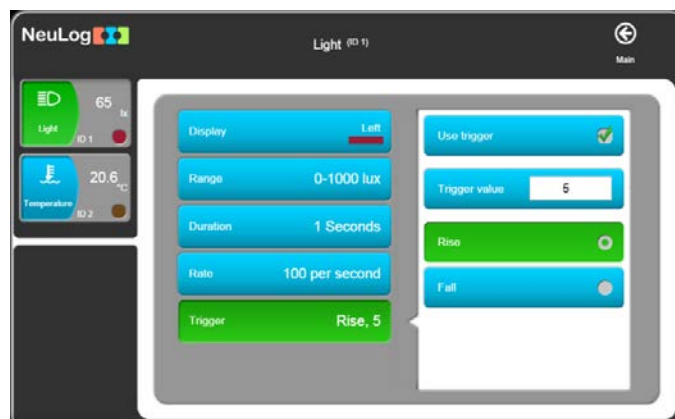 NeuLog
Light (ID 1)
Main
65 lx
Light
ID 1
20.6 °C
Temperature
ID 2
Display Left
Range 0-1000 lux
Duration 1 Seconds
Rate 100 per second
Trigger Rise, 5
Use trigger
Trigger value 5
Rise
Fall